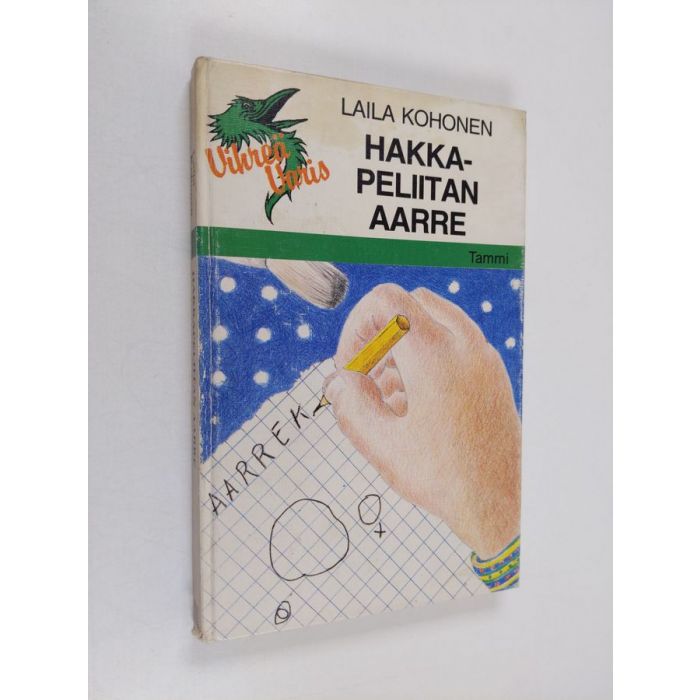 Vihreä
Varis
LAILA KOHONEN
HAKKA-
PELIITAN
AARRE
Tammi
AARREK
x